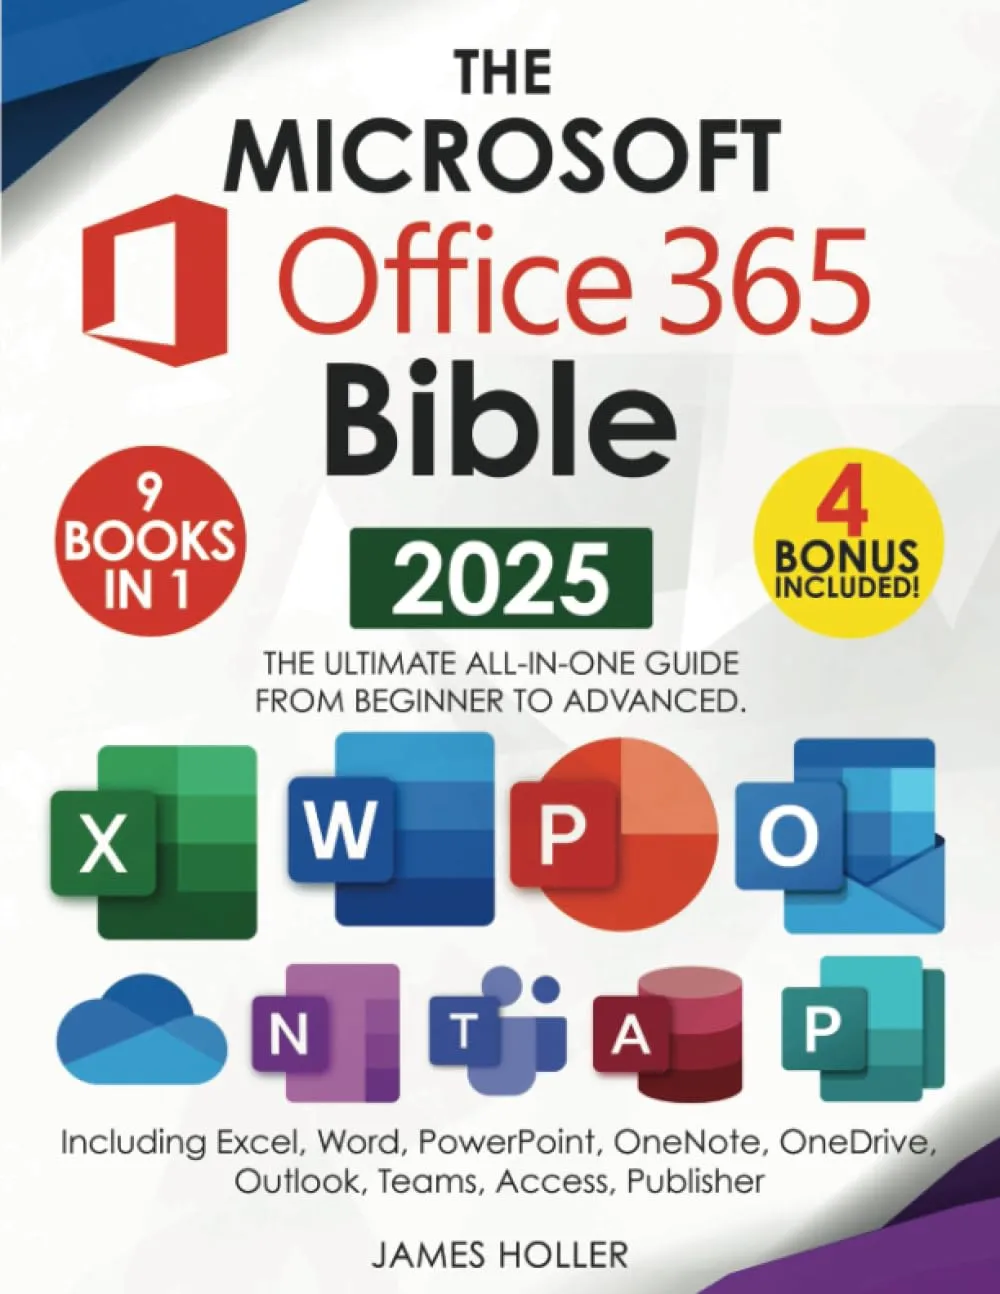 THE
MICROSOFT
Office 365
Bible
9
BOOKS
IN 1
2025
4
BONUS
INCLUDED!
THE ULTIMATE ALL-IN-ONE GUIDE
FROM BEGINNER TO ADVANCED.
X
W
P
O
N
T
A
P
Including Excel, Word, PowerPoint, OneNote, OneDrive,
Outlook, Teams, Access, Publisher
JAMES HOLLER